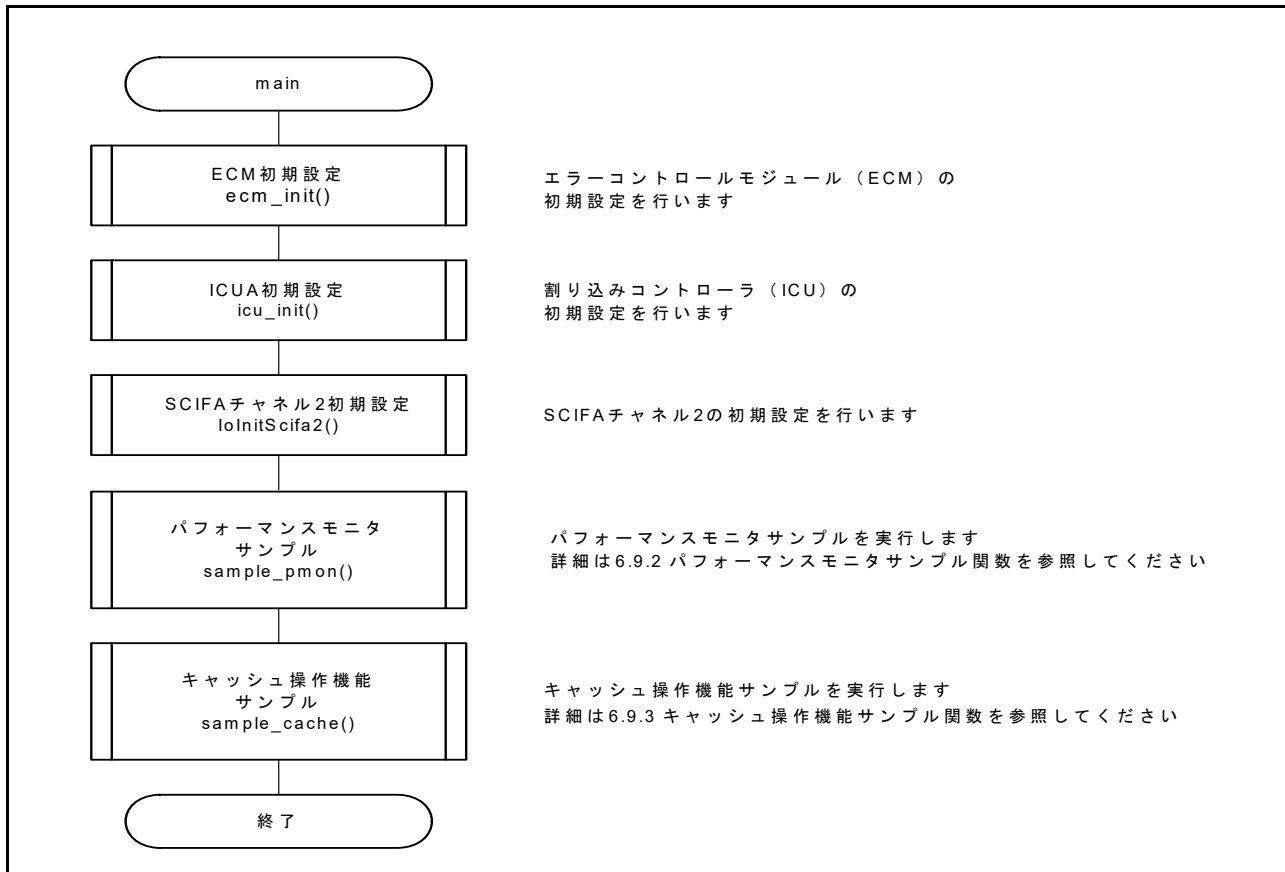 main
ECM初期設定
ecm_init()
エラーコントロールモジュール（ECM）の
初期設定を行います
ICUA初期設定
icu_init()
割り込みコントローラ（ICU）の
初期設定を行います
SCIFAチャネル2初期設定
IoInitScifa2()
SCIFAチャネル2の初期設定を行います
パフォーマンスモニタ
サンプル
sample_pmon()
パフォーマンスモニタサンプルを実行します
詳細は6.9.2 パフォーマンスモニタサンプル関数を参照してください
キャッシュ操作機能
サンプル
sample_cache()
キャッシュ操作機能サンプルを実行します
詳細は6.9.3 キャッシュ操作機能サンプル関数を参照してください
終了